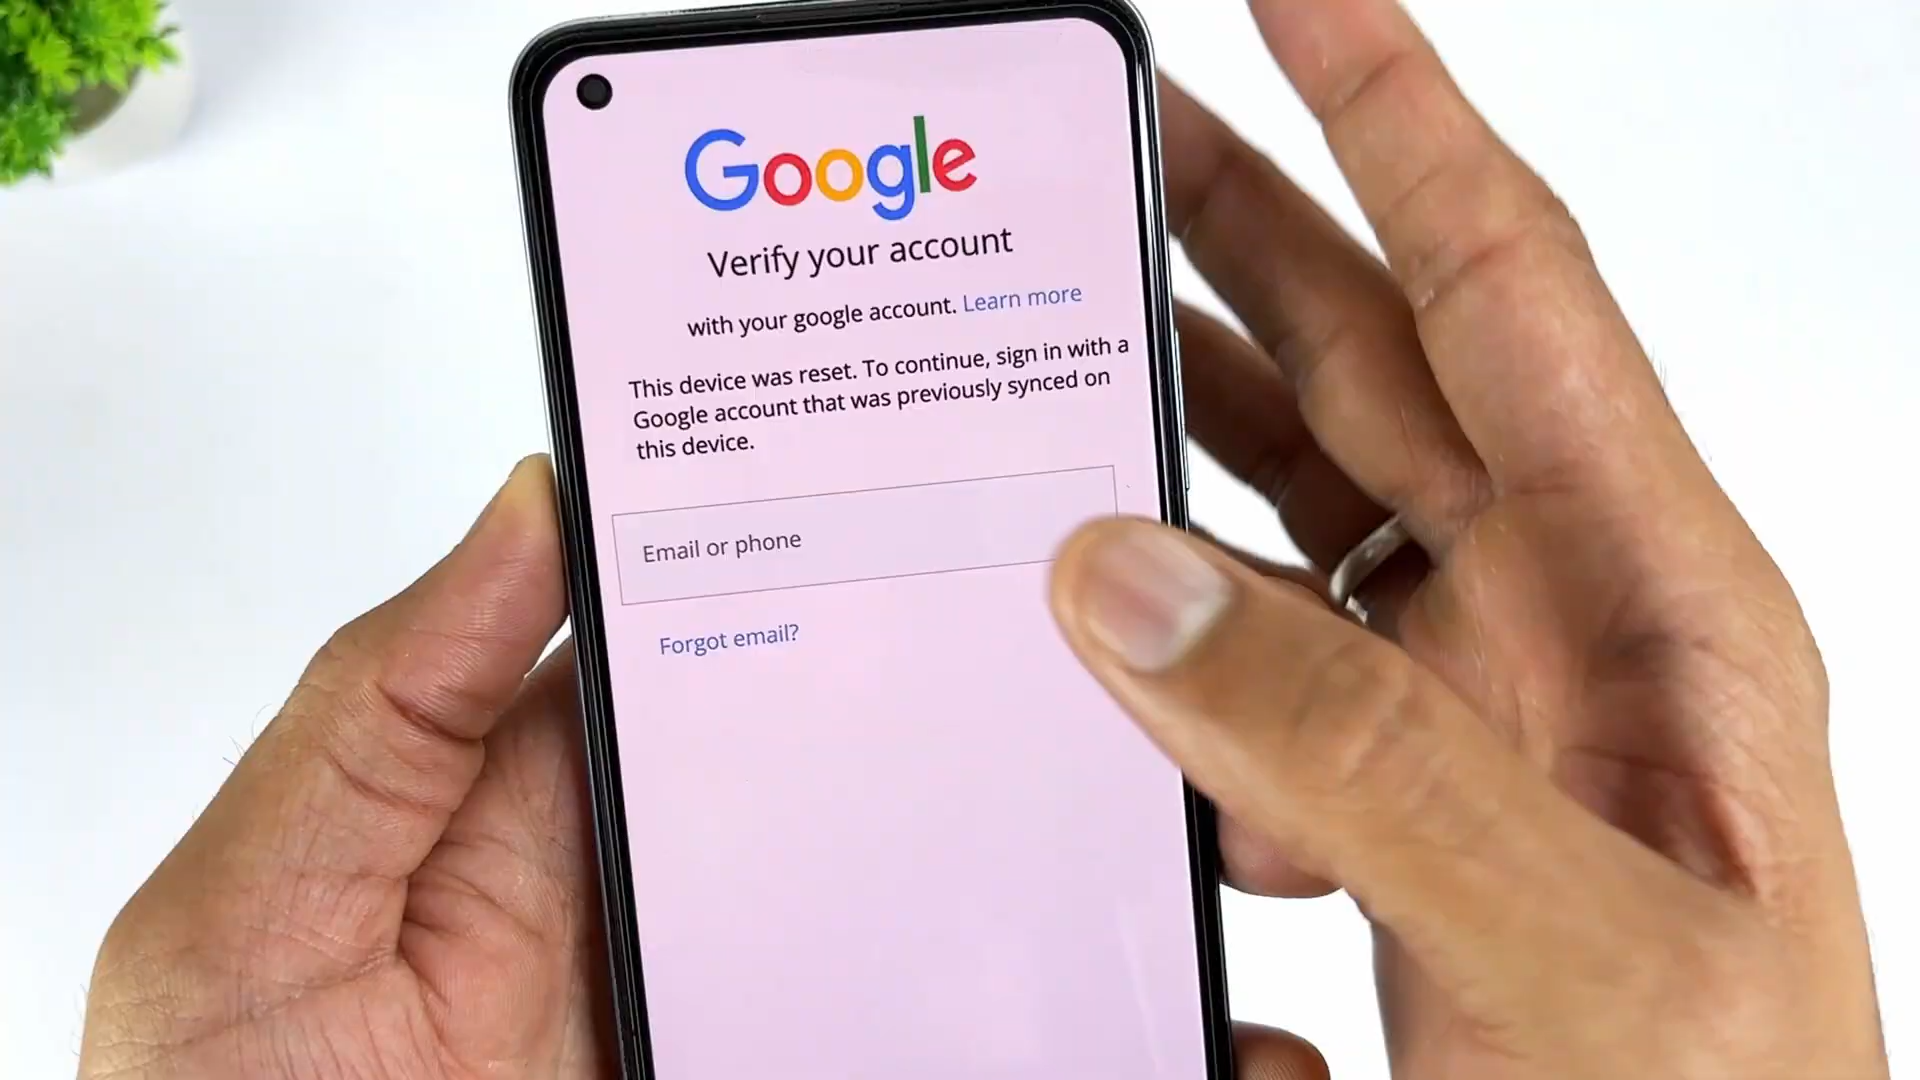 Google
Verify your account
with your google account. Learn more
This device was reset. To continue, sign in with a
Google account that was previously synced on
this device.
Email or phone
Forgot email?